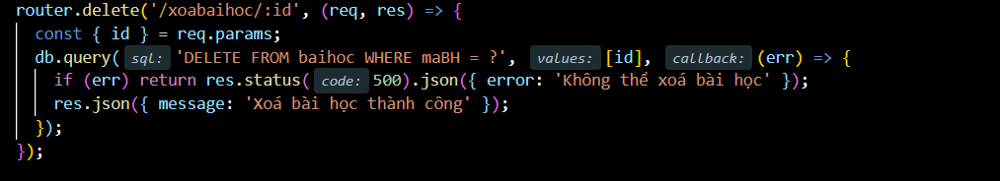 router.delete('/xoabaihoc/:id', (req, res) => {
const { id } = req.params;
db.query( sql: 'DELETE FROM baihoc WHERE maBH = ?', values: [id], callback: (err) => {
if (err) return res.status( code: 500).json({ error: 'Không thể xoá bài học' });
res.json({ message: 'Xoá bài học thành công' });
});
});